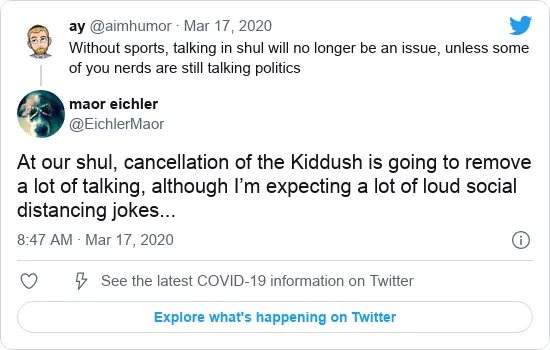 ay @aimhumor · Mar 17, 2020
Without sports, talking in shul will no longer be an issue, unless some
of you nerds are still talking politics
maor eichler
@EichlerMaor
At our shul, cancellation of the Kiddush is going to remove
a lot of talking, although I’m expecting a lot of loud social
distancing jokes...
8:47 AM · Mar 17, 2020
See the latest COVID-19 information on Twitter
Explore what's happening on Twitter